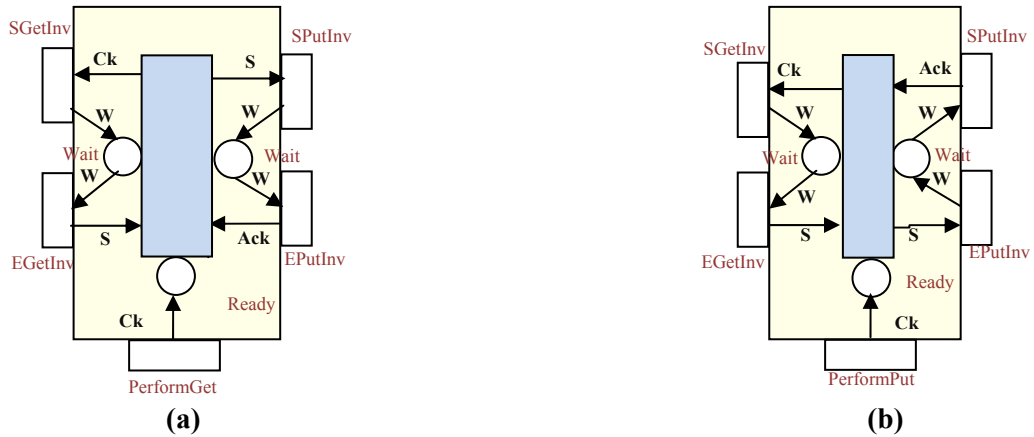 SGetInv
SPutInv
Ck
S
W
W
Wait
Wait
W
W
S
Ack
EGetInv
EPutInv
Ready
Ck
PerformGet
(a)
SGetInv
SPutInv
Ck
Ack
W
W
Wait
Wait
W
W
S
S
EGetInv
EPutInv
Ready
Ck
PerformPut
(b)